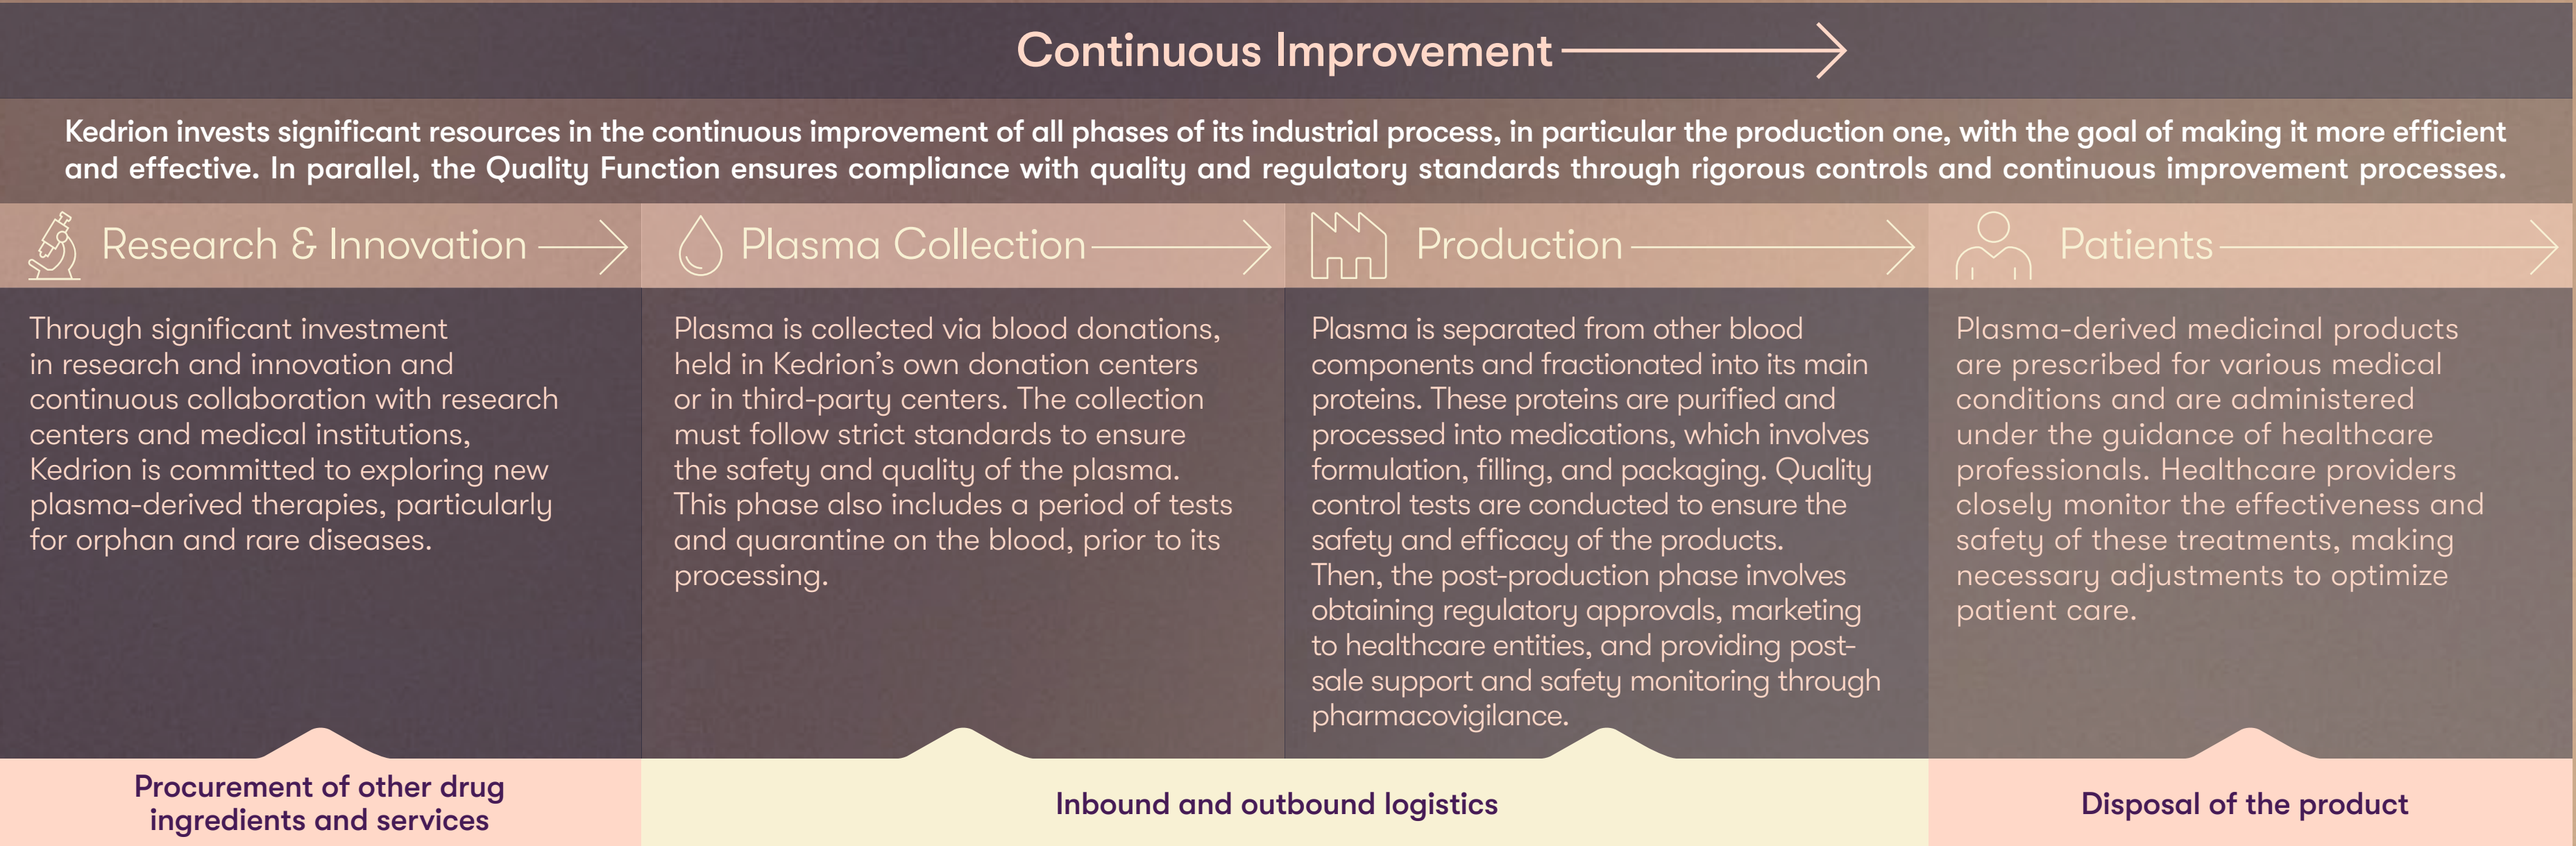 Continuous Improvement
Kedrion invests significant resources in the continuous improvement of all phases of its industrial process, in particular the production one, with the goal of making it more efficient
and effective. In parallel, the Quality Function ensures compliance with quality and regulatory standards through rigorous controls and continuous improvement processes.
Research & Innovation
Through significant investment
in research and innovation and
continuous collaboration with research
centers and medical institutions,
Kedrion is committed to exploring new
plasma-derived therapies, particularly
for orphan and rare diseases.
Plasma Collection
Plasma is collected via blood donations,
held in Kedrion’s own donation centers
or in third-party centers. The collection
must follow strict standards to ensure
the safety and quality of the plasma.
This phase also includes a period of tests
and quarantine on the blood, prior to its
processing.
Production
Plasma is separated from other blood
components and fractionated into its main
proteins. These proteins are purified and
processed into medications, which involves
formulation, filling, and packaging. Quality
control tests are conducted to ensure the
safety and efficacy of the products.
Then, the post-production phase involves
obtaining regulatory approvals, marketing
to healthcare entities, and providing post-
sale support and safety monitoring through
pharmacovigilance.
Patients
Plasma-derived medicinal products
are prescribed for various medical
conditions and are administered
under the guidance of healthcare
professionals. Healthcare providers
closely monitor the effectiveness and
safety of these treatments, making
necessary adjustments to optimize
patient care.
Procurement of other drug
ingredients and services
Inbound and outbound logistics
Disposal of the product